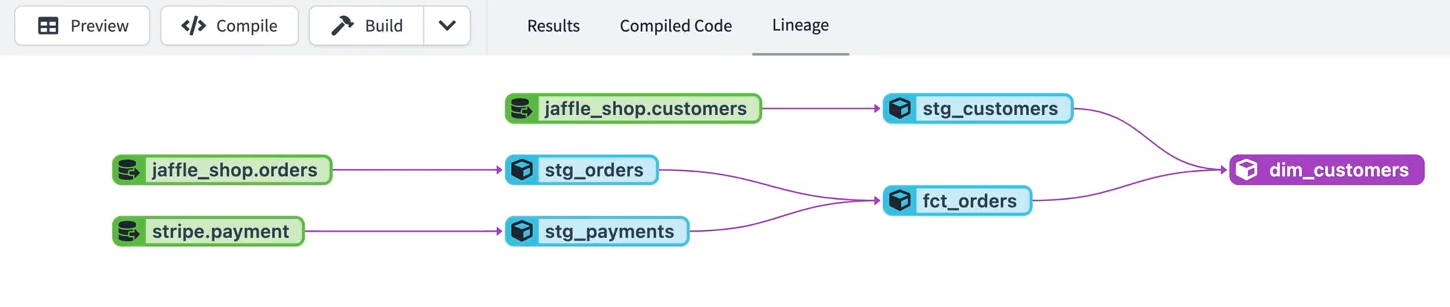 Preview Compile Build Results Compiled Code Lineage
jaffle_shop.customers stg_customers
jaffle_shop.orders stg_orders dim_customers
fct_orders
stripe.payment stg_payments